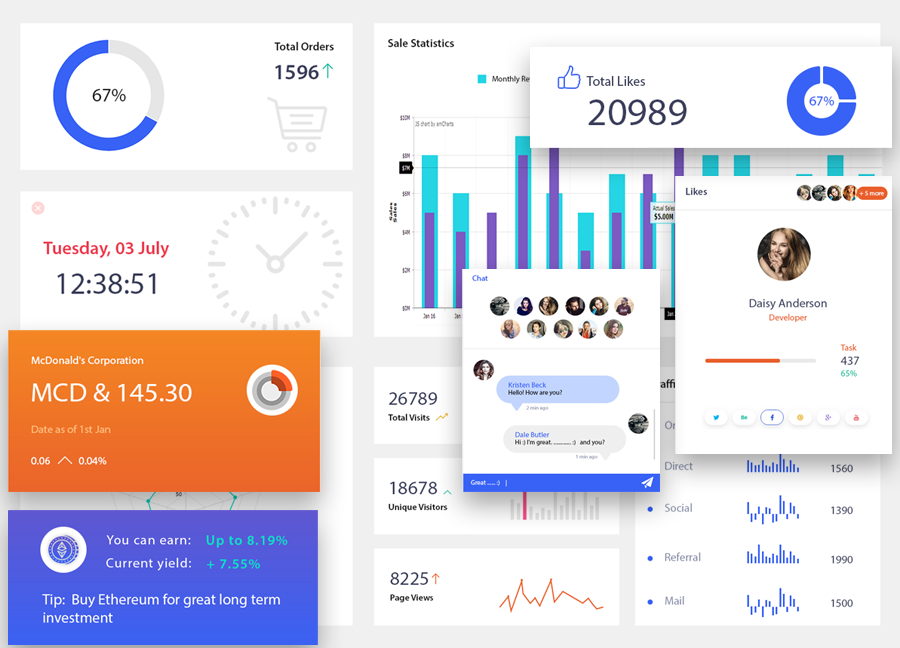 67%
Total Orders
1596
Sale Statistics
Monthly Re
Total Likes
20989
67%
JS chart by amCharts
$10M
$8M
$7M
$6M
$4M
$2M
$0M
Sales
Sales
Jan 16
Jan
Jan
Actual Sales
$5.00M
Tuesday, 03 July
12:38:51
Likes
+ 5 more
Daisy Anderson
Developer
Task
437
65%
Be
f
g+
McDonald's Corporation
MCD & 145.30
Date as of 1st Jan
0.06
0.04%
50
You can earn: Up to 8.19%
Current yield: + 7.55%
Tip: Buy Ethereum for great long term
investment
26789
Total Visits
18678
Unique Visitors
8225
Page Views
Chat
Kristen Beck
Hello! How are you?
2 min ago
Dale Butler
Hi :) I'm great. ............ :) and you?
1 min ago
Great ...... :) |
affi
Or
Direct
1560
Social
1390
Referral
1990
Mail
1500